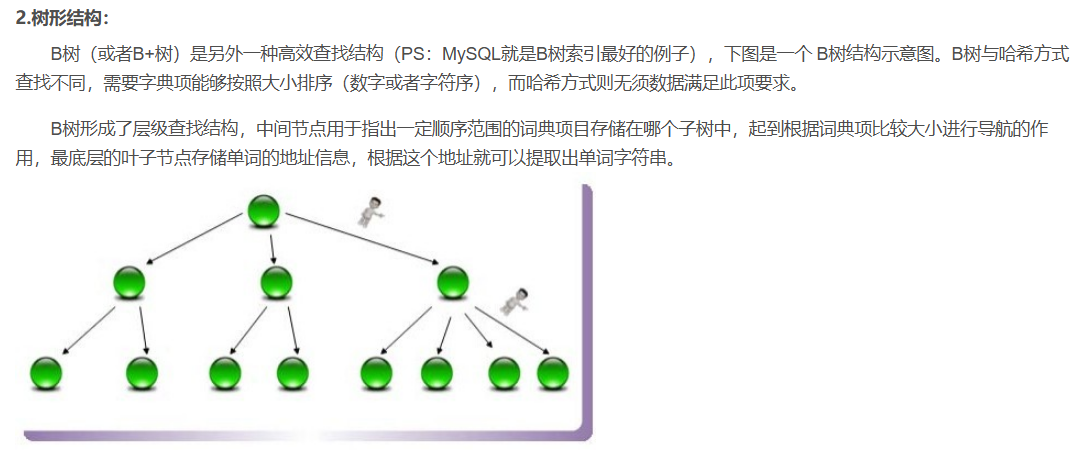 2.树形结构：
B树（或者B+树）是另外一种高效查找结构（PS：MySQL就是B树索引最好的例子），下图是一个 B树结构示意图。B树与哈希方式
查找不同，需要字典项能够按照大小排序（数字或者字符序），而哈希方式则无须数据满足此项要求。
B树形成了层级查找结构，中间节点用于指出一定顺序范围的词典项目存储在哪个子树中，起到根据词典项比较大小进行导航的作
用，最底层的叶子节点存储单词的地址信息，根据这个地址就可以提取出单词字符串。